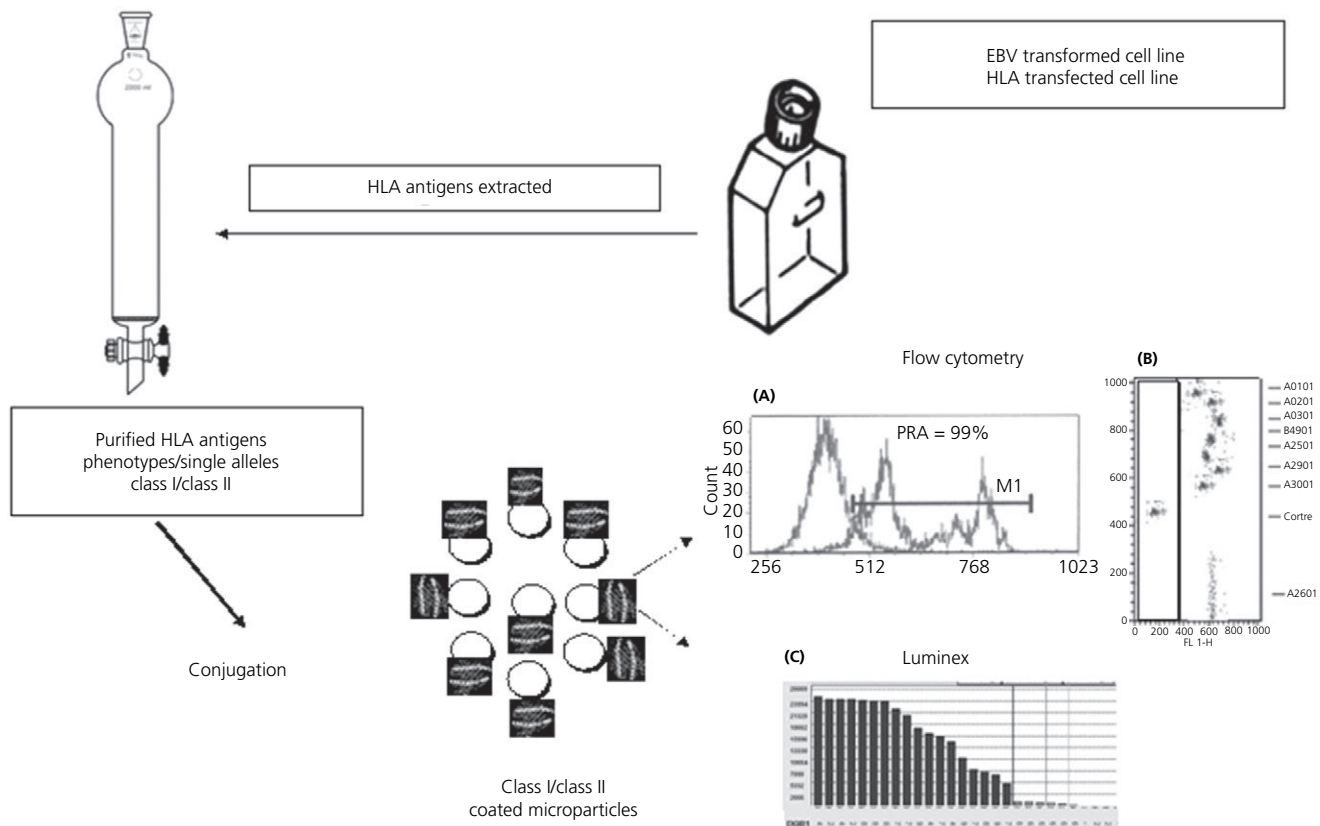 EBV transformed cell line
HLA transfected cell line
HLA antigens extracted
Purified HLA antigens
phenotypes/single alleles
class I/class II
Conjugation
Class I/class II
coated microparticles
Flow cytometry
(A)
PRA = 99%
M1
Count
60
50
40
30
20
10
0
256
512
768
1023
(B)
1000
800
600
400
200
0
0
200
400
600
800
1000
FL 1-H
A0101
A0201
A0301
B4901
A2501
A2901
A3001
Cortre
A2601
(C)
Luminex